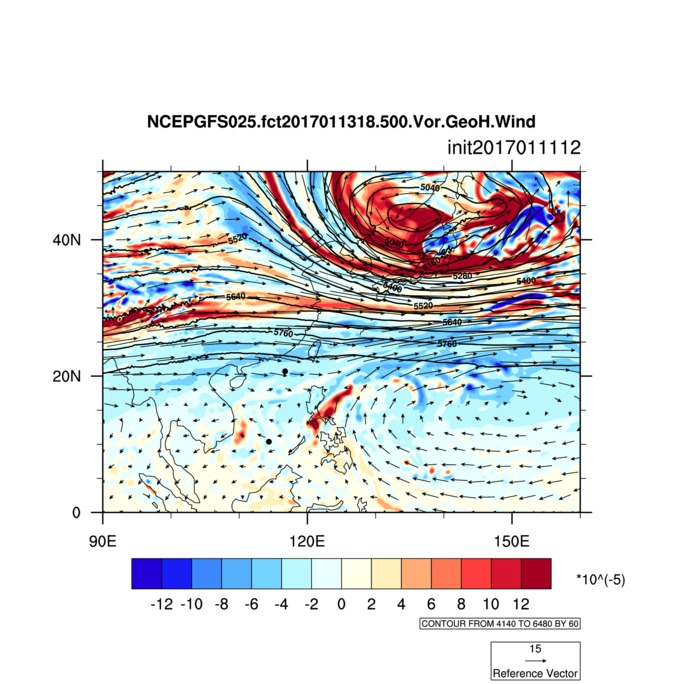 NCEPGFS025.fct2017011318.500.Vor.GeoH.Wind
init2017011112
5040
5520
5280
5400
5400
5640
5520
5640
5760
5760
40N
20N
0
90E 120E 150E
-12 -10 -8 -6 -4 -2 0 2 4 6 8 10 12
*10^(-5)
CONTOUR FROM 4140 TO 6480 BY 60
15
Reference Vector